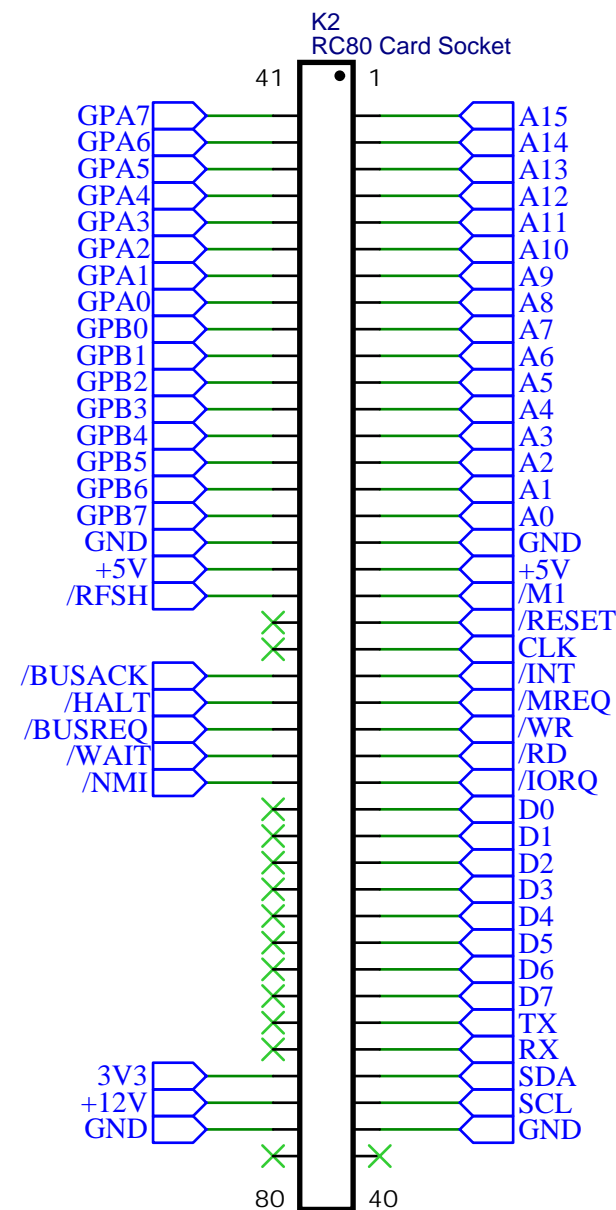 K2
RC80 Card Socket
41 1
GPA7 A15
GPA6 A14
GPA5 A13
GPA4 A12
GPA3 A11
GPA2 A10
GPA1 A9
GPA0 A8
GPB0 A7
GPB1 A6
GPB2 A5
GPB3 A4
GPB4 A3
GPB5 A2
GPB6 A1
GPB7 A0
GND GND
+5V +5V
/RFSH /M1
/RESET
CLK
/BUSACK /INT
/HALT /MREQ
/BUSREQ /WR
/WAIT /RD
/NMI /IORQ
D0
D1
D2
D3
D4
D5
D6
D7
TX
RX
3V3 SDA
+12V SCL
GND GND
80 40